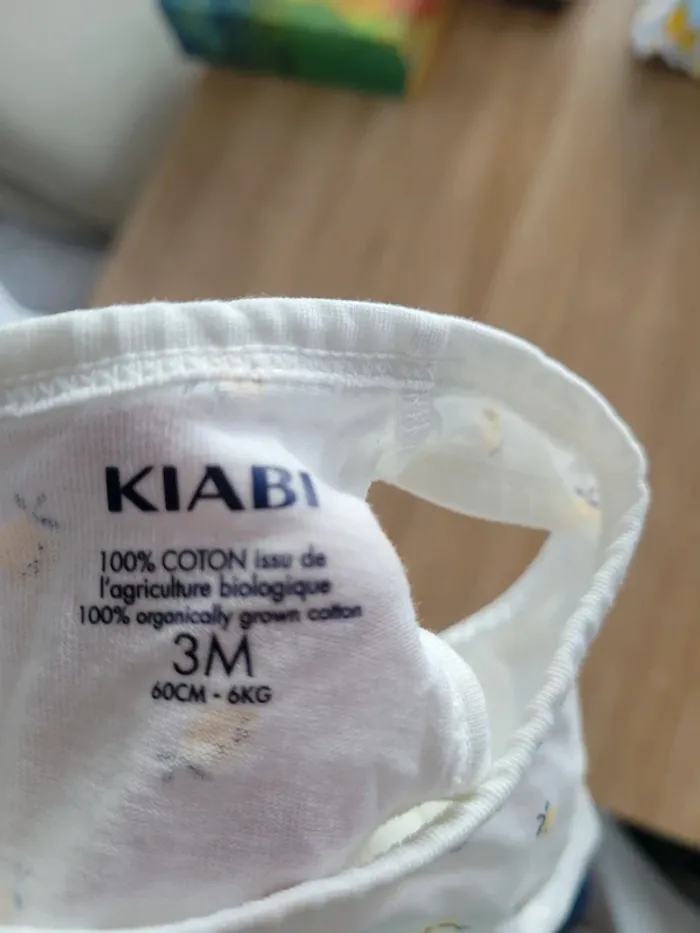 KIABI
100% COTON issu de
l'agriculture biologique
100% organically grown cotton
3M
60CM - 6KG